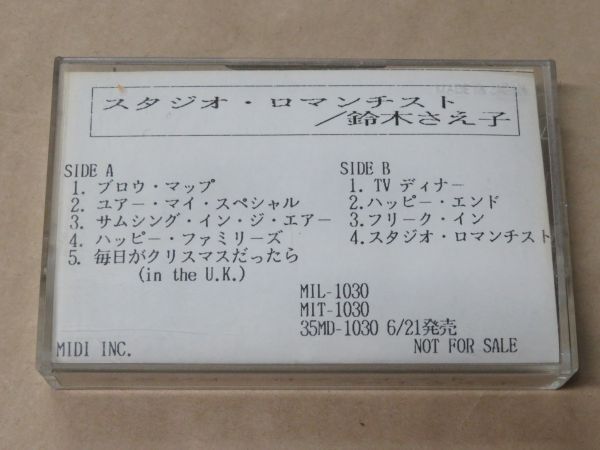 スタジオ・ロマンチスト
/鈴木さえ子
SIDE A
1. ブロウ・マップ
2. ユアー・マイ・スペシャル
3. サムシング・イン・ジ・エアー
4. ハッピー・ファミリーズ
5. 毎日がクリスマスだったら
(in the U.K.)
SIDE B
1. TV ディナー
2. ハッピー・エンド
3. フリーク・イン
4. スタジオ・ロマンチスト
MIL-1030
MIT-1030
35MD-1030 6/21発売
MIDI INC.
NOT FOR SALE